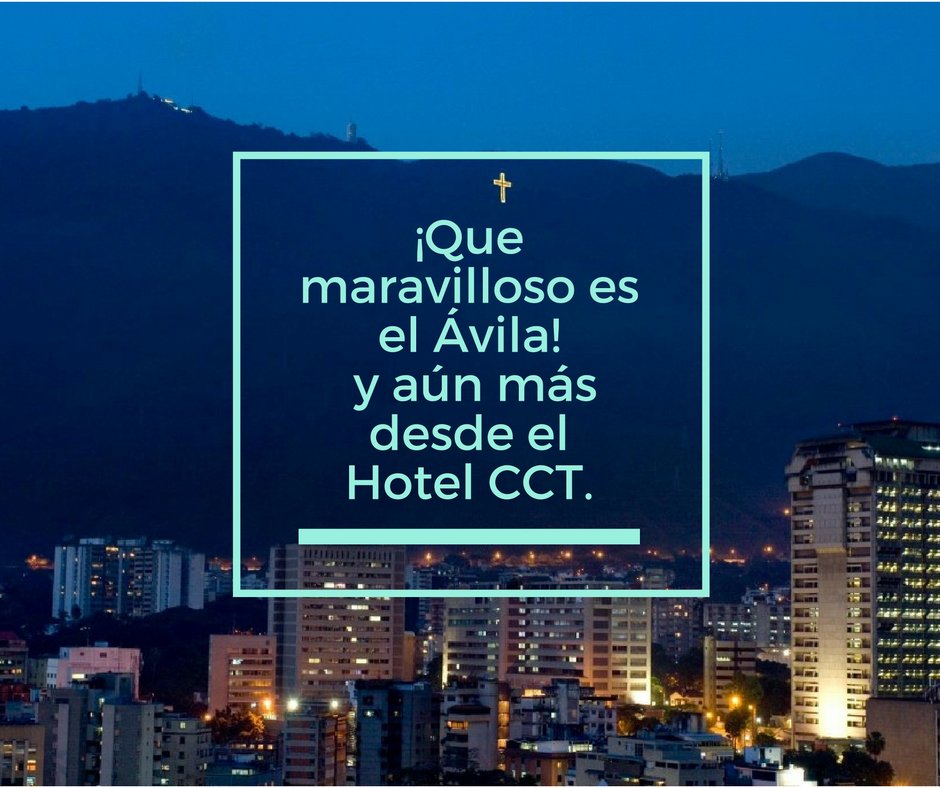 ¡Que
maravilloso es
el Ávila!
y aún más
desde el
Hotel CCT.